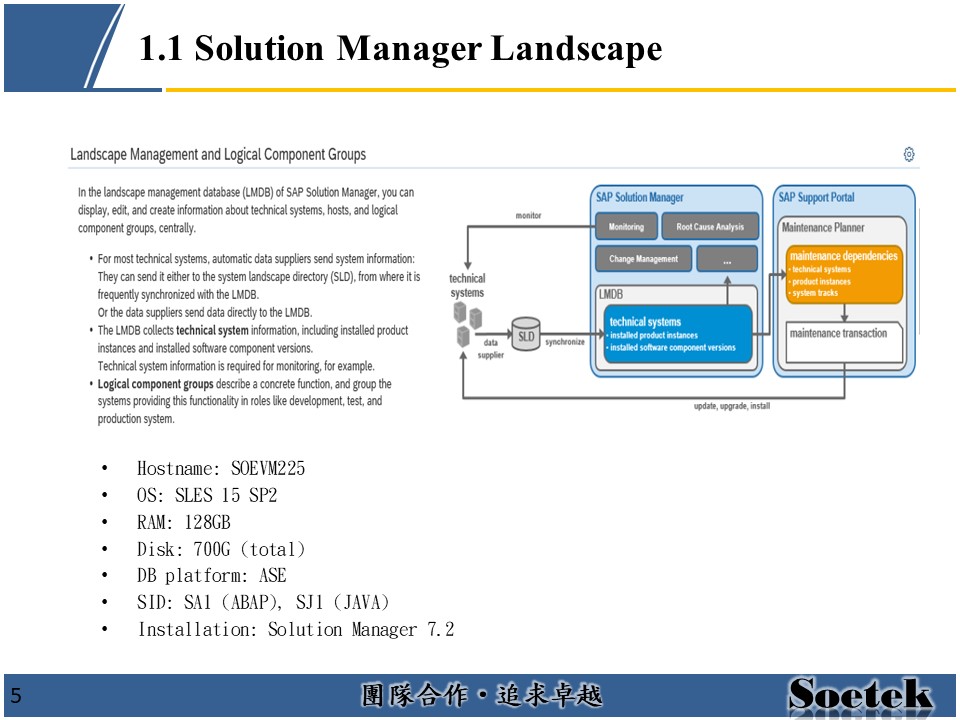 1.1 Solution Manager Landscape
Landscape Management and Logical Component Groups
In the landscape management database (LMDB) of SAP Solution Manager, you can
display, edit, and create information about technical systems, hosts, and logical
component groups, centrally.
• For most technical systems, automatic data suppliers send system information:
They can send it either to the system landscape directory (SLD), from where it is
frequently synchronized with the LMDB.
Or the data suppliers send data directly to the LMDB.
• The LMDB collects technical system information, including installed product
instances and installed software component versions.
Technical system information is required for monitoring, for example.
• Logical component groups describe a concrete function, and group the
systems providing this functionality in roles like development, test, and
production system.
monitor
technical
systems
data
supplier
SLD
synchronize
SAP Solution Manager
Monitoring
Root Cause Analysis
Change Management
...
LMDB
technical systems
- installed product instances
- installed software component versions
SAP Support Portal
Maintenance Planner
maintenance dependencies
- technical systems
- product instances
- system tracks
maintenance transaction
update, upgrade, install
• Hostname: SOEVM225
• OS: SLES 15 SP2
• RAM: 128GB
• Disk: 700G (total)
• DB platform: ASE
• SID: SA1 (ABAP), SJ1 (JAVA)
• Installation: Solution Manager 7.2
5
團隊合作・追求卓越
Soetek